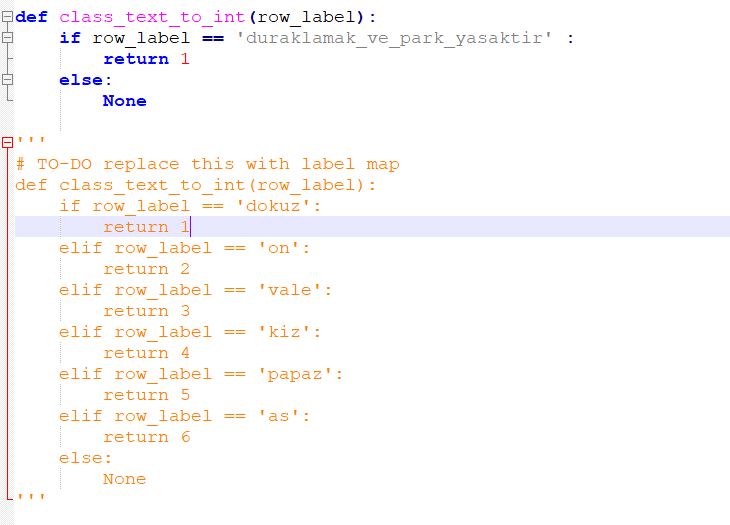 def class_text_to_int(row_label):
    if row_label == 'duraklamak_ve_park_yasaktir' :
        return 1
    else:
        None
'''
# TO-DO replace this with label map
def class_text_to_int(row_label):
    if row_label == 'dokuz':
        return 1
    elif row_label == 'on':
        return 2
    elif row_label == 'vale':
        return 3
    elif row_label == 'kiz':
        return 4
    elif row_label == 'papaz':
        return 5
    elif row_label == 'as':
        return 6
    else:
        None
'''